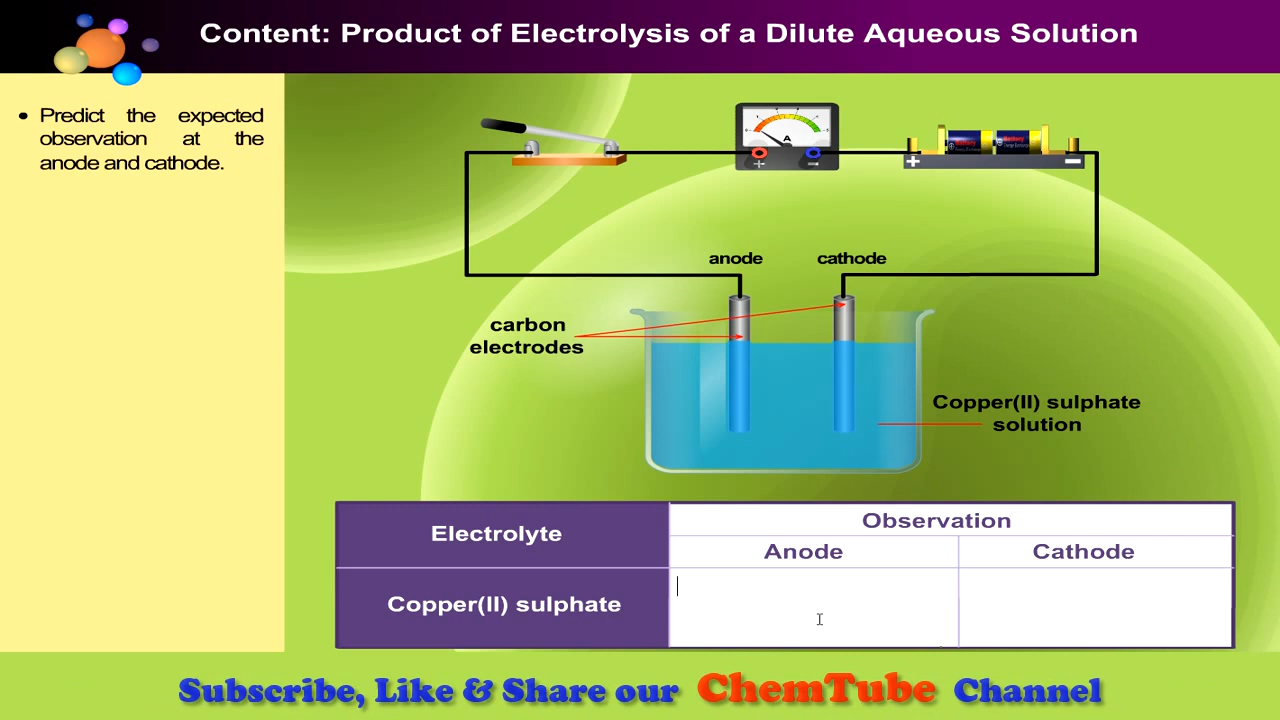 Content: Product of Electrolysis of a Dilute Aqueous Solution
• Predict the expected
observation at the
anode and cathode.
A
+ −
+ −
anode cathode
carbon
electrodes
Copper(II) sulphate
solution
Electrolyte
Observation
Anode Cathode
Copper(II) sulphate
Subscribe, Like & Share our ChemTube Channel